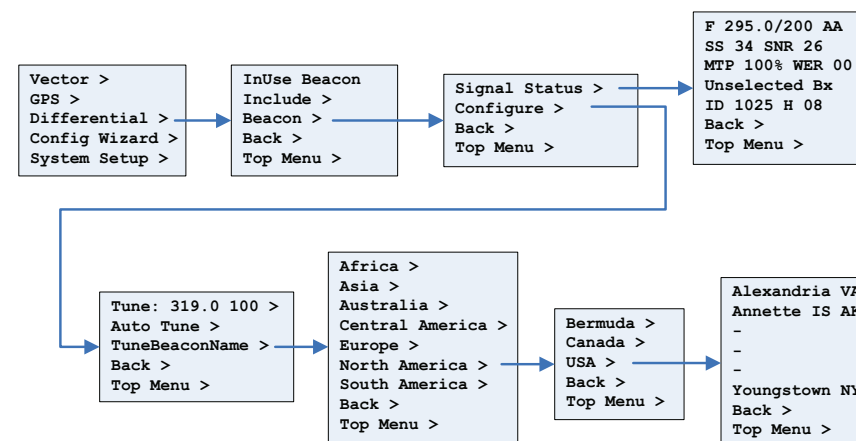 Vector >
GPS >
Differential >
Config Wizard >
System Setup >
InUse Beacon
Include >
Beacon >
Back >
Top Menu >
Signal Status >
Configure >
Back >
Top Menu >
F 295.0/200 AA
SS 34 SNR 26
MTP 100% WER 00
Unselected Bx
ID 1025 H 08
Back >
Top Menu >
Tune: 319.0 100 >
Auto Tune >
TuneBeaconName >
Back >
Top Menu >
Africa >
Asia >
Australia >
Central America >
Europe >
North America >
South America >
Back >
Top Menu >
Bermuda >
Canada >
USA >
Back >
Top Menu >
Alexandria VA
Annette IS AK
-
-
-
Youngstown NY
Back >
Top Menu >